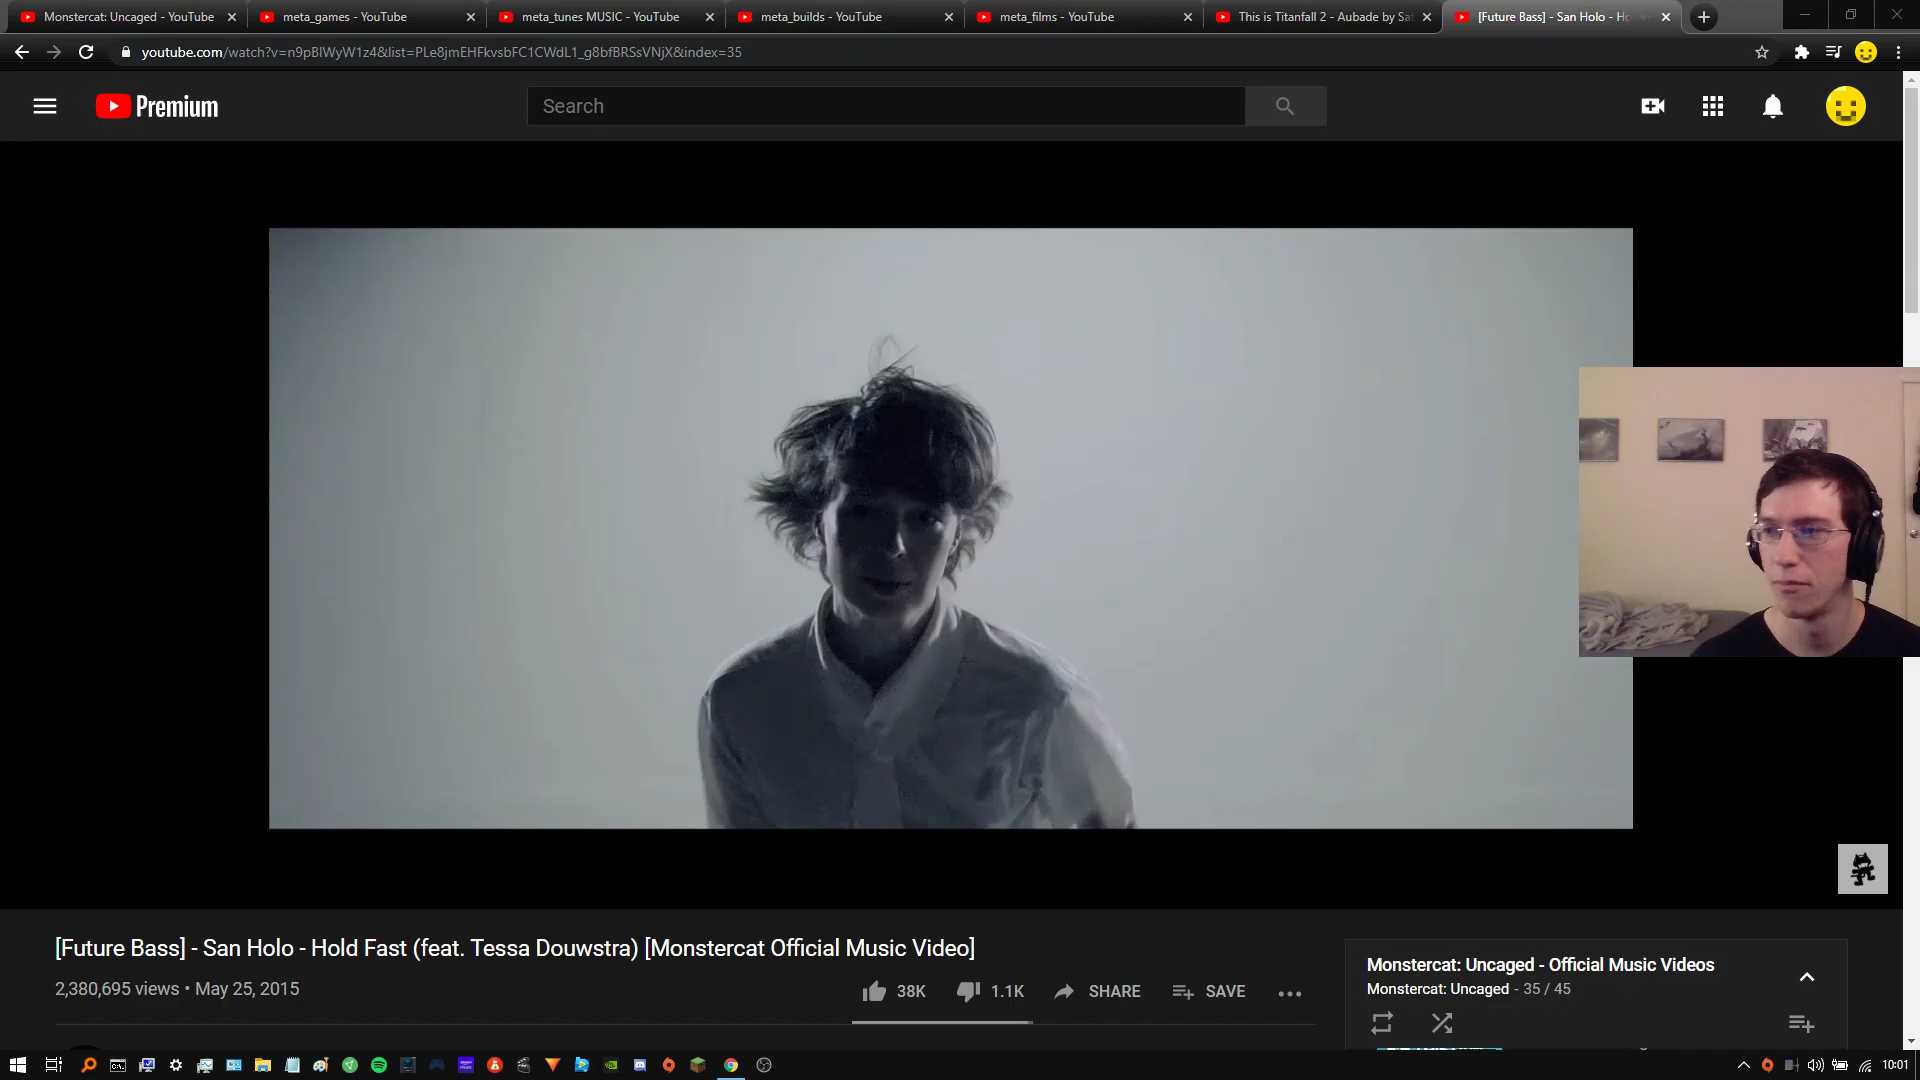 Monstercat: Uncaged - YouTube
meta_games - YouTube
meta_tunes MUSIC - YouTube
meta_builds - YouTube
meta_films - YouTube
This is Titanfall 2 - Aubade by Sat
[Future Bass] - San Holo - Ho
youtube.com/watch?v=n9pBlWyW1z4&list=PLe8jmEHFkvsbFC1CWdL1_g8bfBRSsVNjX&index=35
Premium
Search
[Future Bass] - San Holo - Hold Fast (feat. Tessa Douwstra) [Monstercat Official Music Video]
2,380,695 views • May 25, 2015
38K
1.1K
SHARE
SAVE
Monstercat: Uncaged - Official Music Videos
Monstercat: Uncaged - 35 / 45
10:01